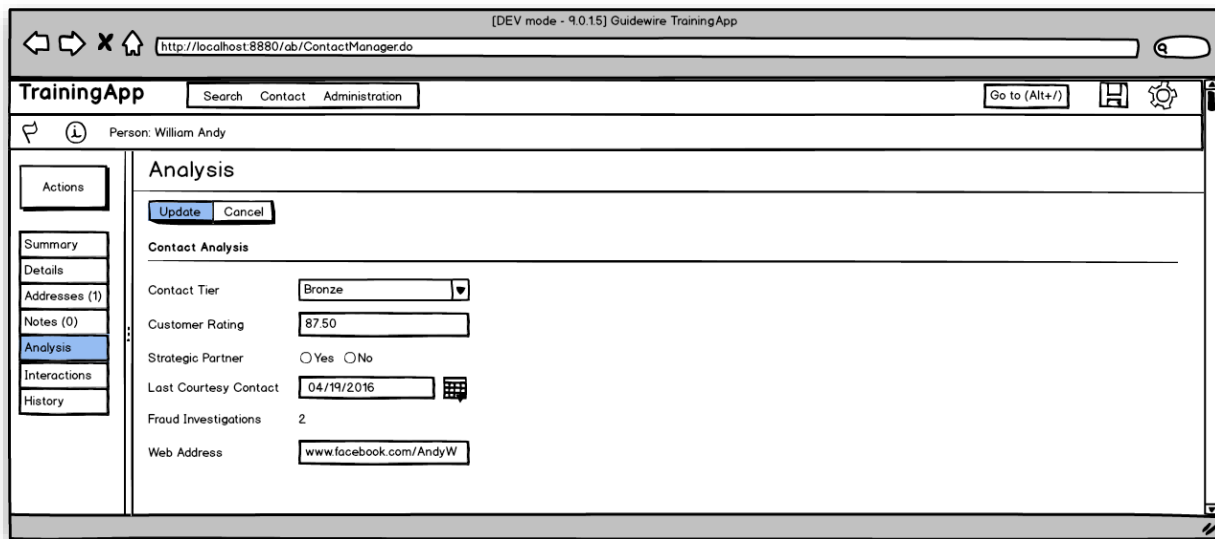 [DEV mode - 9.0.1.5] Guidewire TrainingApp
http://localhost:8880/ab/ContactManager.do
TrainingApp Search Contact Administration Go to (Alt+/)
Person: William Andy
Actions
Summary
Details
Addresses (1)
Notes (0)
Analysis
Interactions
History
Analysis
Update Cancel
Contact Analysis
Contact Tier Bronze
Customer Rating 87.50
Strategic Partner Yes No
Last Courtesy Contact 04/19/2016
Fraud Investigations 2
Web Address www.facebook.com/AndyW